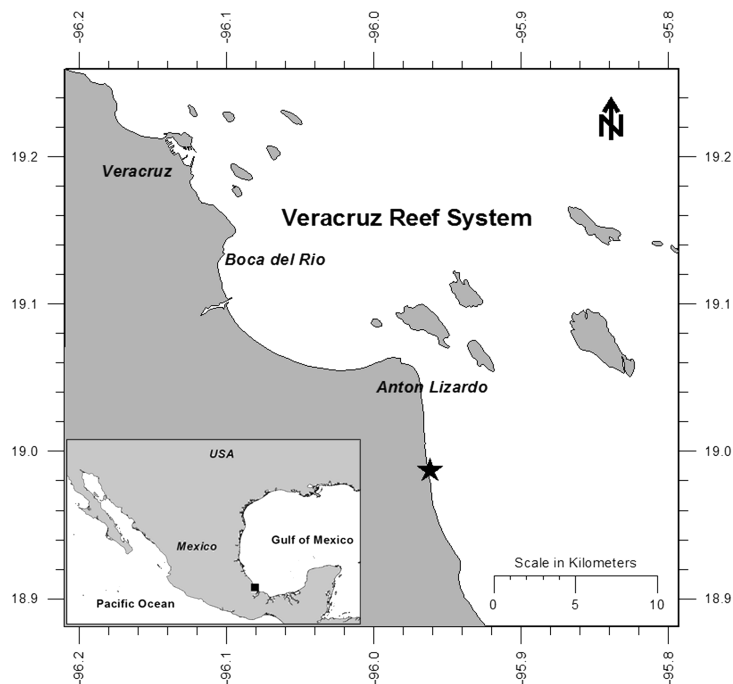 -96.2 -96.1 -96.0 -95.9 -95.8
N
19.2 19.2
Veracruz
Veracruz Reef System
Boca del Rio
19.1 19.1
Anton Lizardo
19.0 19.0
USA
Gulf of Mexico
Mexico
Pacific Ocean
Scale in Kilometers
0 5 10
18.9 18.9
-96.2 -96.1 -96.0 -95.9 -95.8